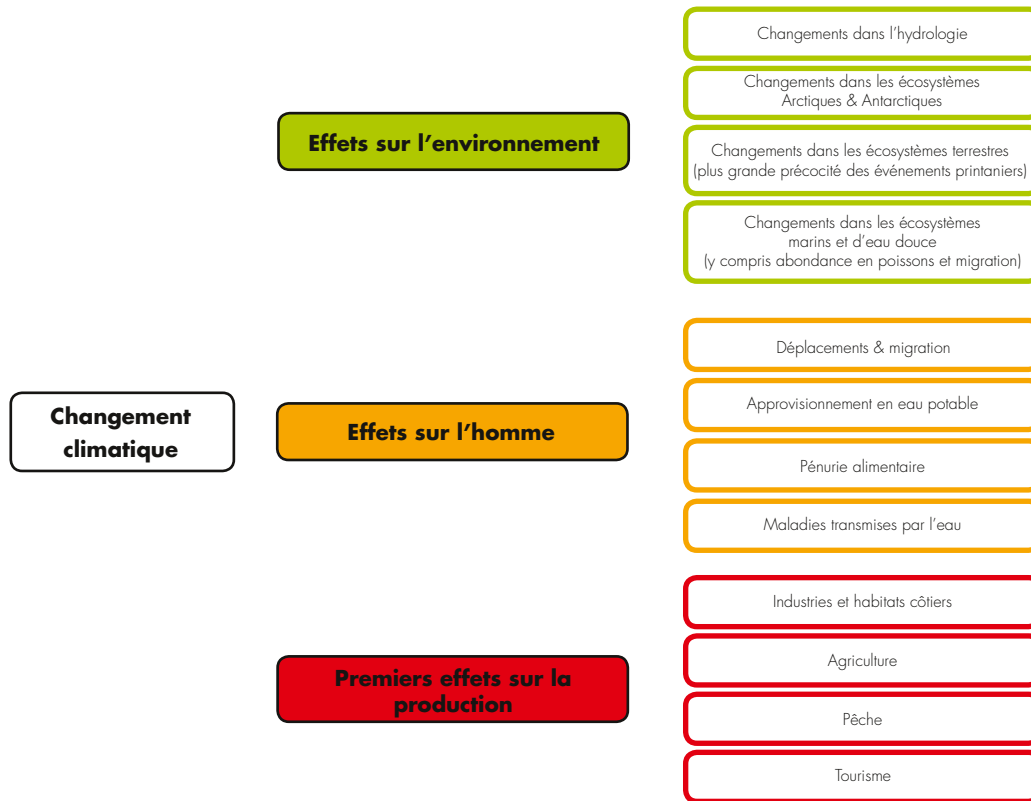 Changement
climatique
Effets sur l'environnement
Changements dans l'hydrologie
Changements dans les écosystèmes
Arctiques & Antarctiques
Changements dans les écosystèmes terrestres
(plus grande précocité des événements printaniers)
Changements dans les écosystèmes
marins et d'eau douce
(y compris abondance en poissons et migration)
Effets sur l'homme
Déplacements & migration
Approvisionnement en eau potable
Pénurie alimentaire
Maladies transmises par l'eau
Premiers effets sur la
production
Industries et habitats côtiers
Agriculture
Pêche
Tourisme